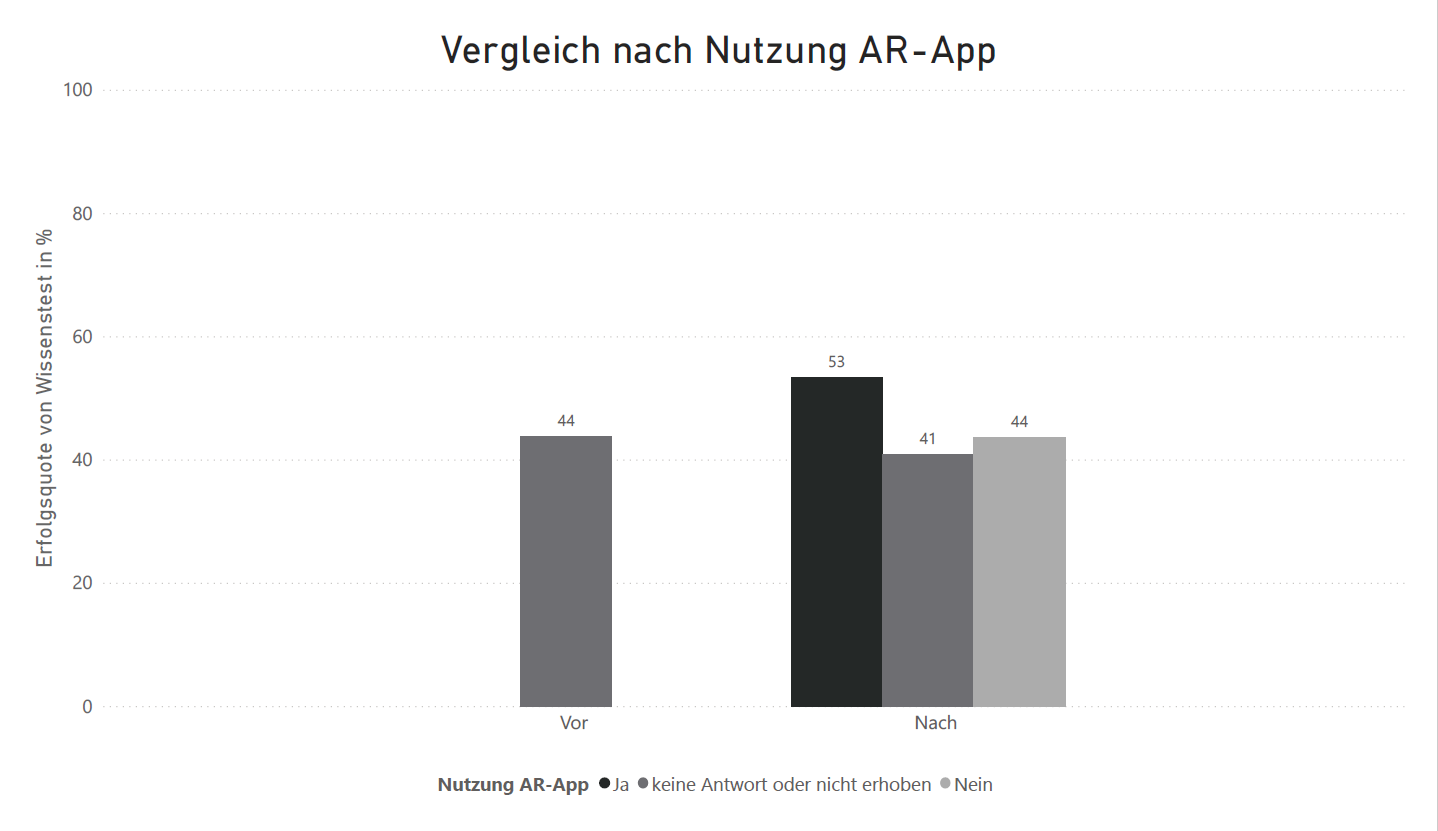 Vergleich nach Nutzung AR-App
100
80
60
40
20
0
Erfolgsquote von Wissenstest in %
44
53
41
44
Vor
Nach
Nutzung AR-App Ja keine Antwort oder nicht erhoben Nein